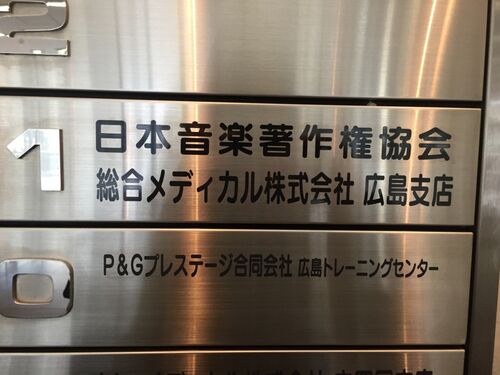 2
1
日本音楽著作権協会
総合メディカル株式会社 広島支店
P&Gプレステージ合同会社 広島トレーニングセンター